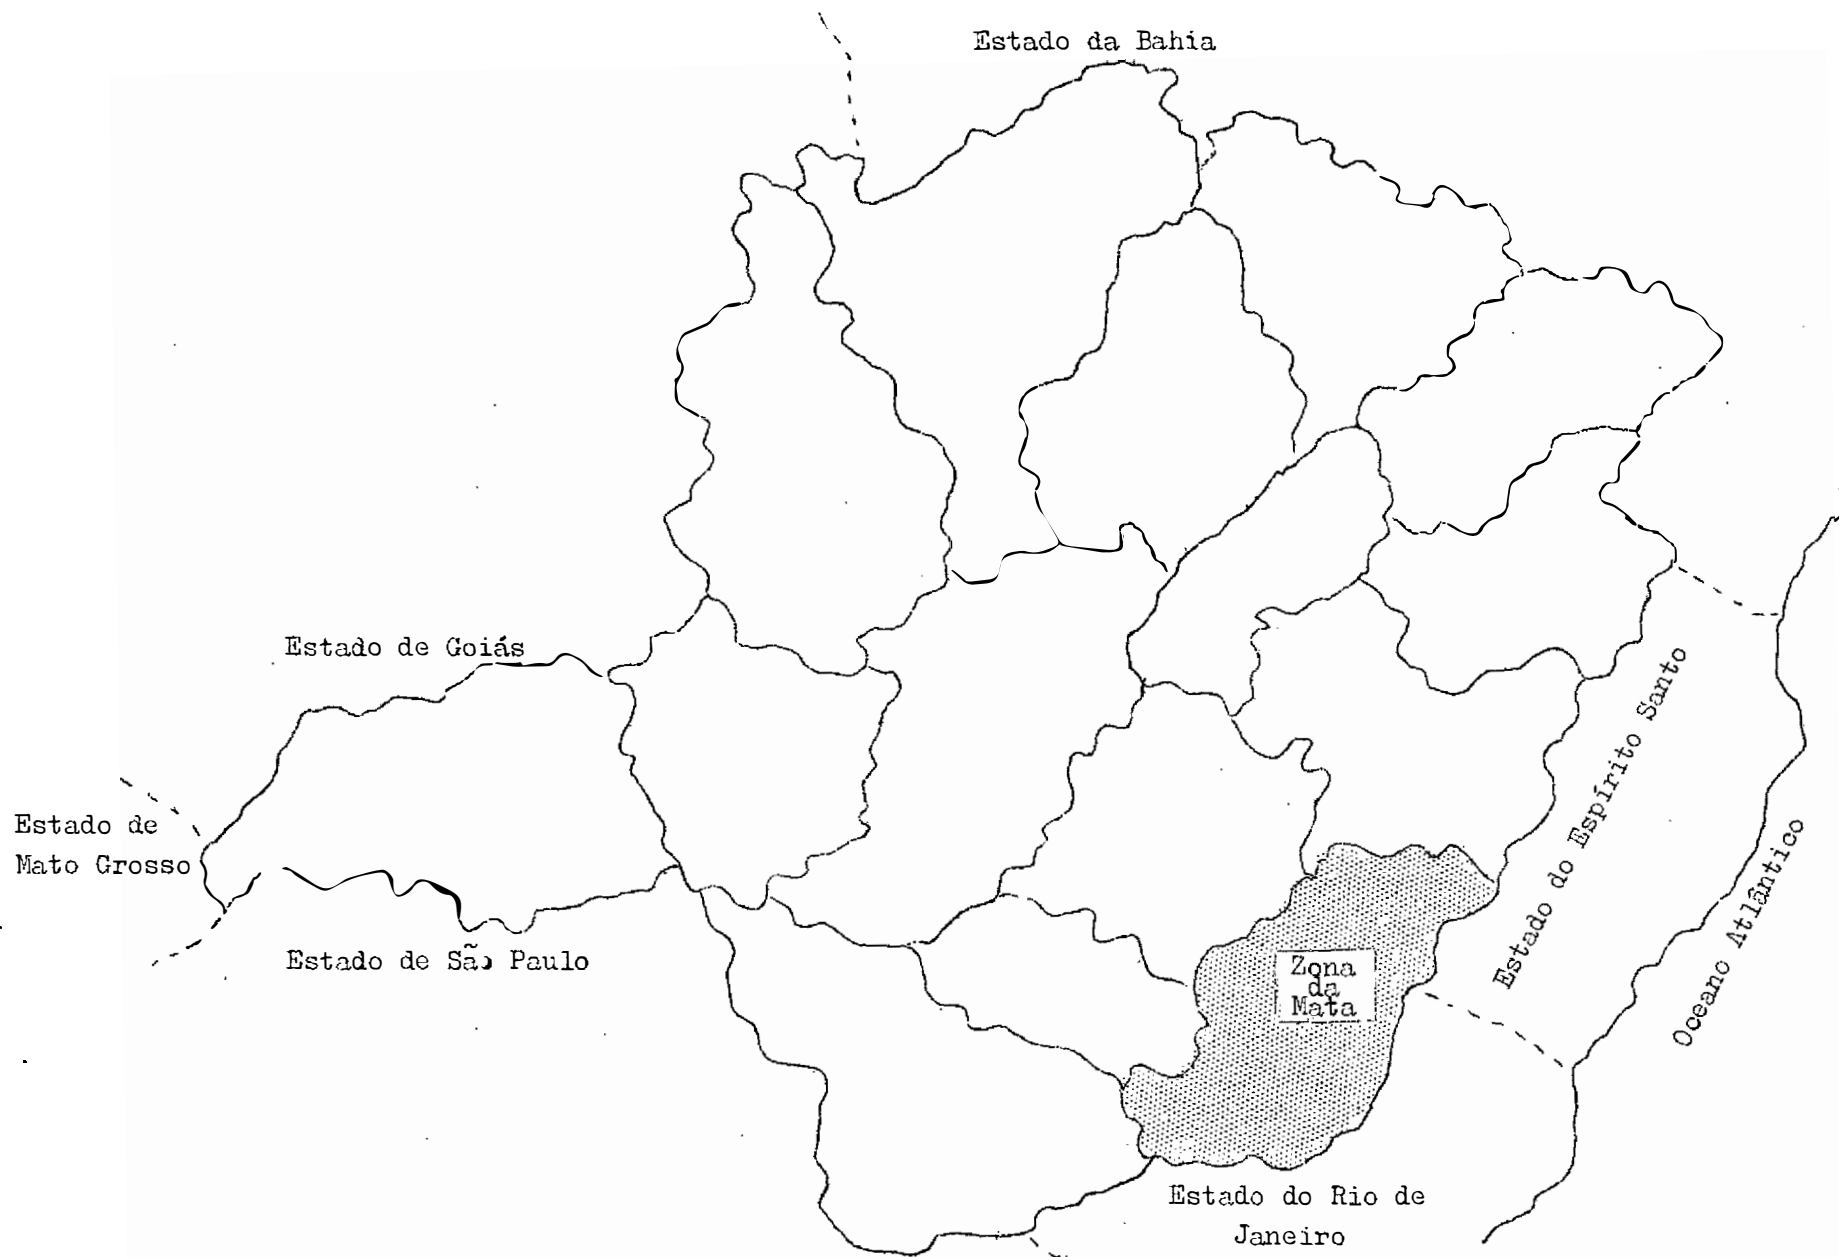 Estado da Bahia
Estado de Goiás
Estado de
Mato Grosso
Estado de São Paulo
Zona
da
Mata
Estado do Espírito Santo
Oceano Atlântico
Estado do Rio de
Janeiro